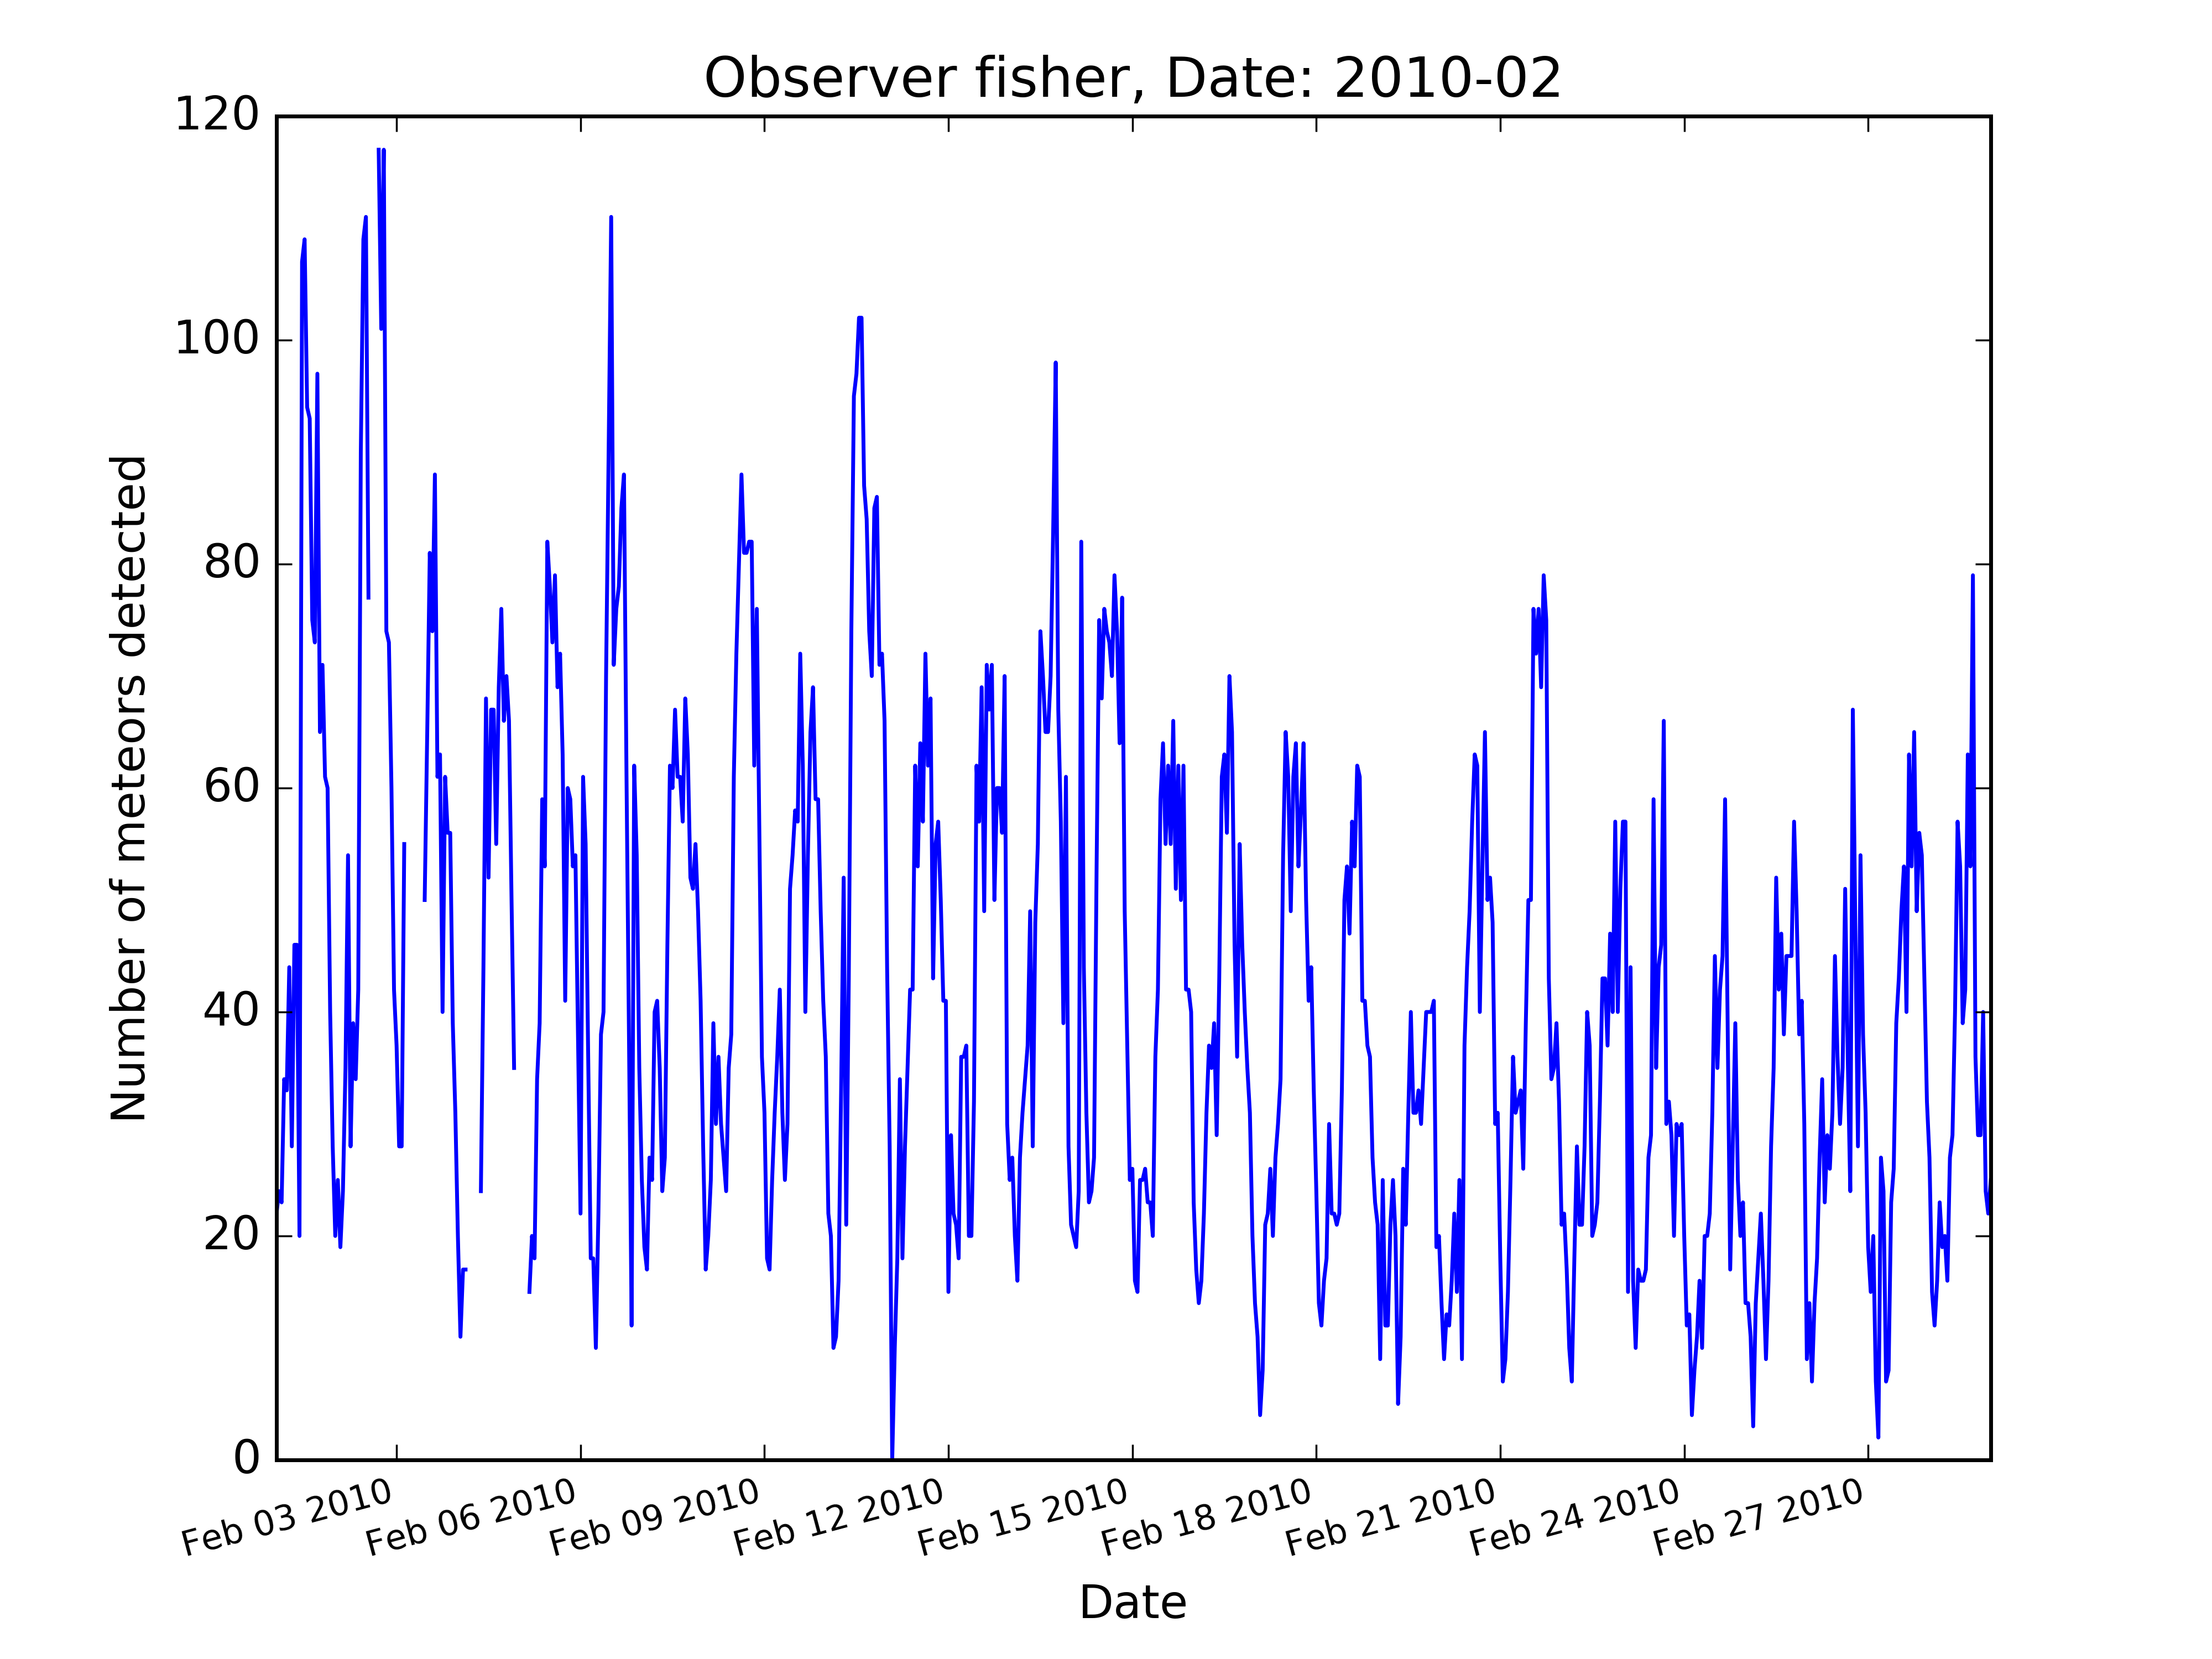 Observer fisher, Date: 2010-02
120
100
80
60
40
20
0
Number of meteors detected
Feb 03 2010
Feb 06 2010
Feb 09 2010
Feb 12 2010
Feb 15 2010
Feb 18 2010
Feb 21 2010
Feb 24 2010
Feb 27 2010
Date